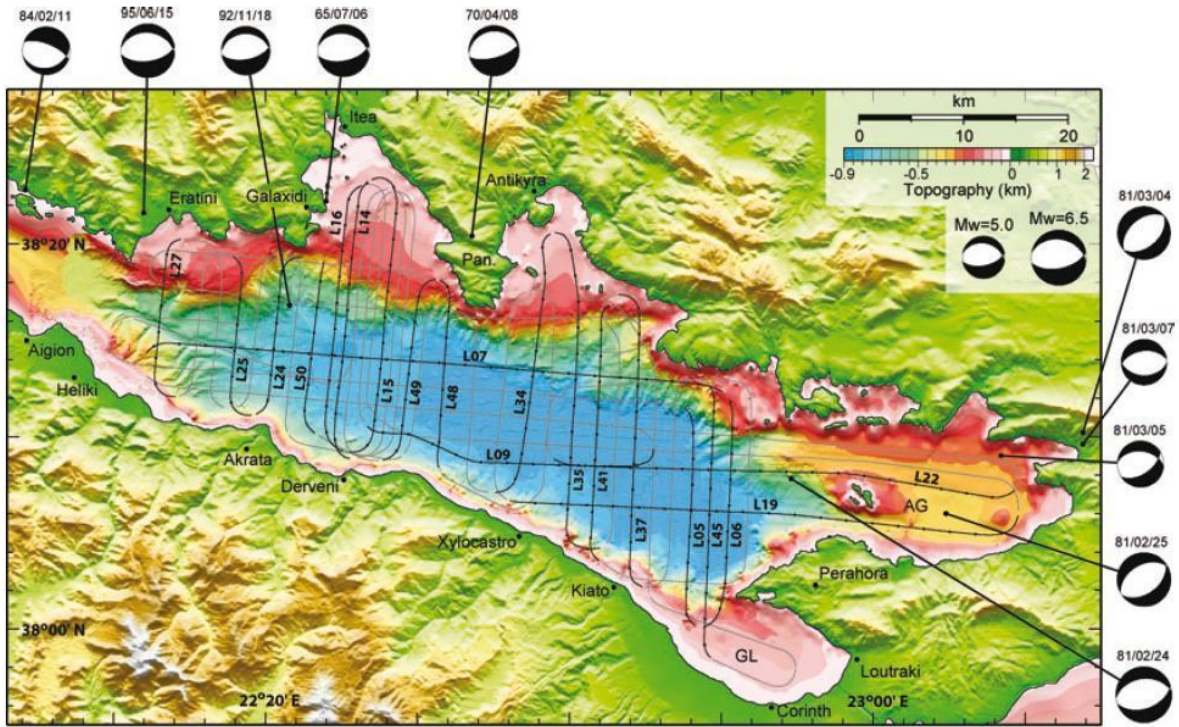 84/02/11 95/06/15 92/11/18 65/07/06 70/04/08
km
0 10 20
-0.9 -0.5 0 1 2
Topography (km)
Mw=5.0 Mw=6.5
81/03/04
81/03/07
81/03/05
81/02/25
81/02/24
Itea
Antikyra
Eratini
Galaxidi
L16
L14
38°20' N
L27
Pan.
Aigion
Heliki
L25
L24
L50
L15
L49
L07
L48
L34
Akrata
Derveni
L09
L35
L41
L22
AG
L19
L37
L05
L45
L06
Xylocastro
Kiato
Perahora
38°00' N
GL
Loutraki
22°20' E
23°00' E
Corinth